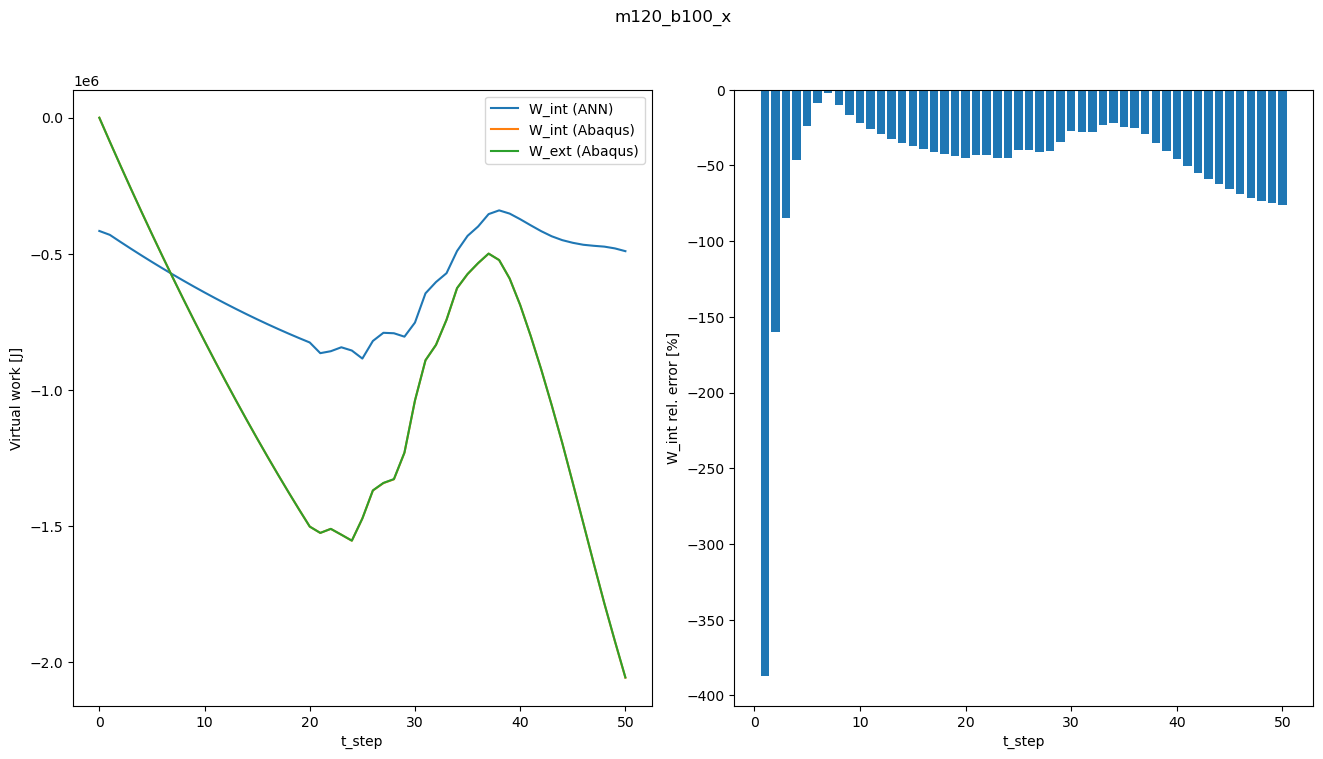 m120_b100_x
1e6
W_int (ANN)
W_int (Abaqus)
W_ext (Abaqus)
0.0
−0.5
−1.0
−1.5
−2.0
Virtual work [J]
0 10 20 30 40 50
t_step
0
−50
−100
−150
−200
−250
−300
−350
−400
W_int rel. error [%]
0 10 20 30 40 50
t_step